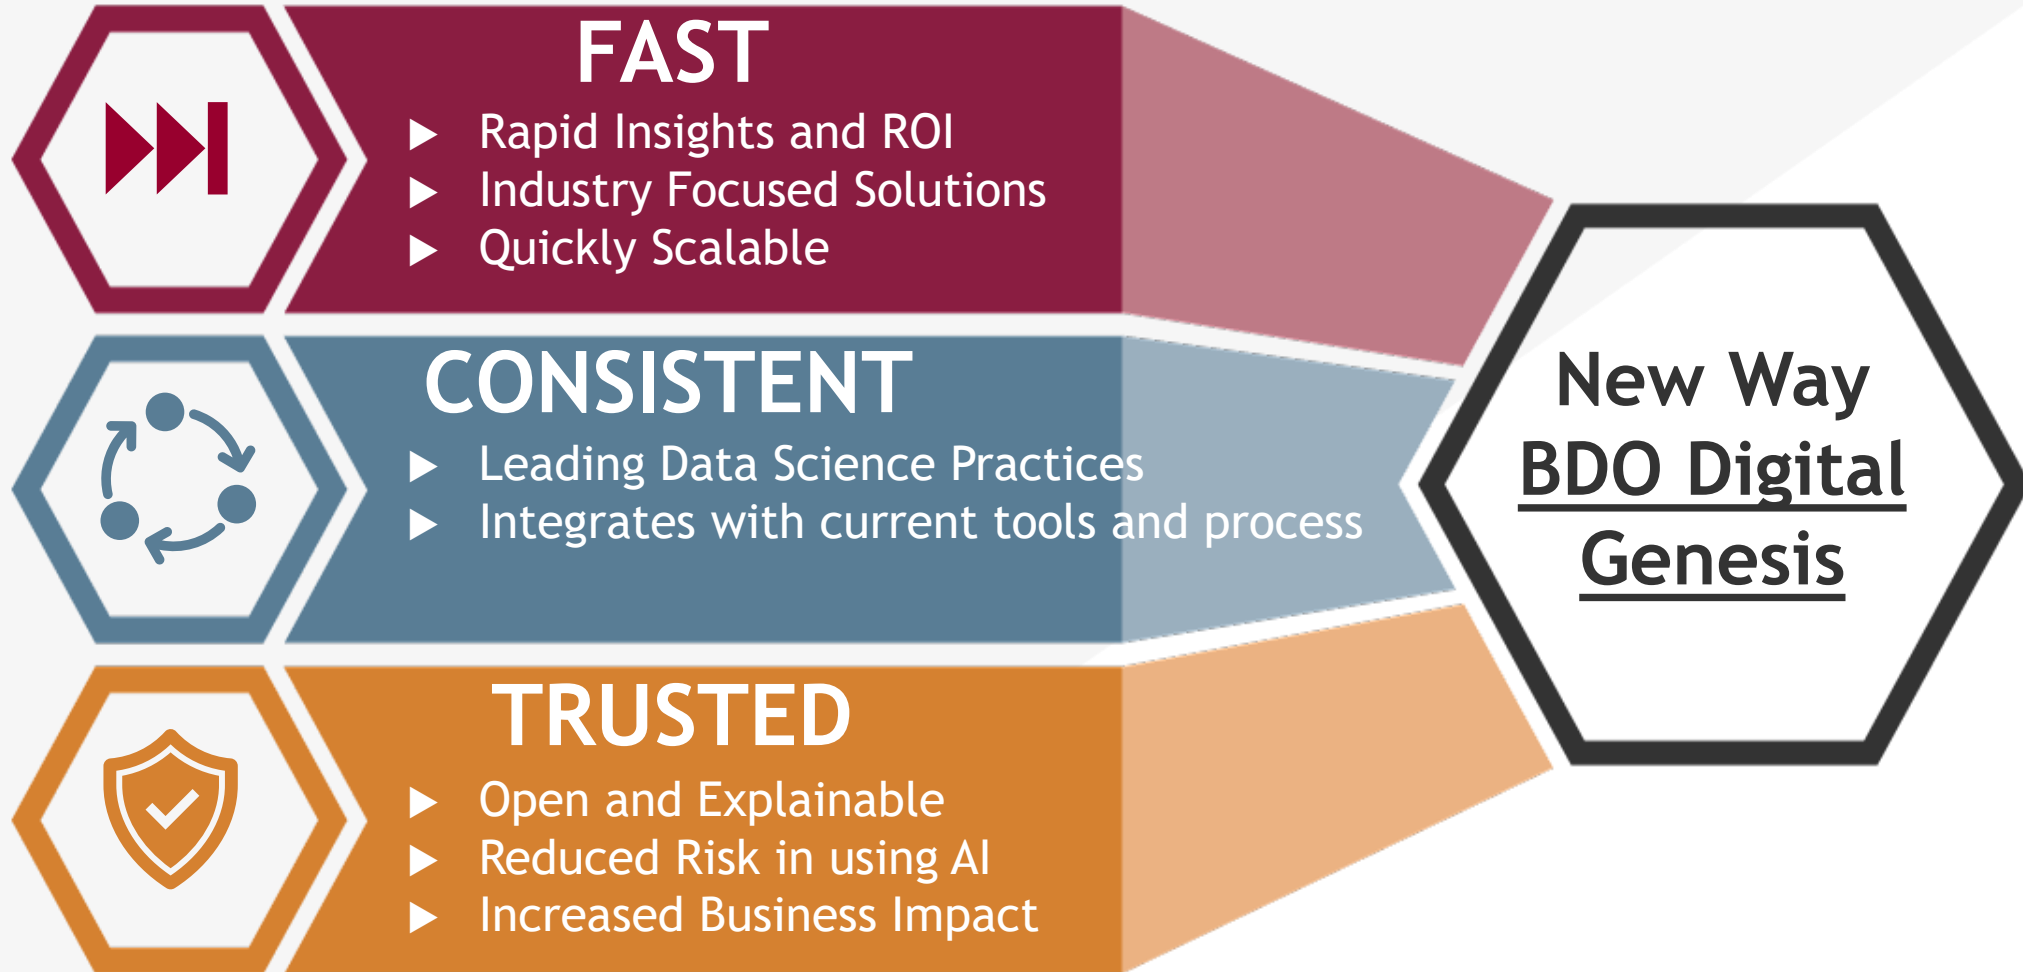 FAST
Rapid Insights and ROI
Industry Focused Solutions
Quickly Scalable
CONSISTENT
Leading Data Science Practices
Integrates with current tools and process
TRUSTED
Open and Explainable
Reduced Risk in using AI
Increased Business Impact
New Way
BDO Digital
Genesis